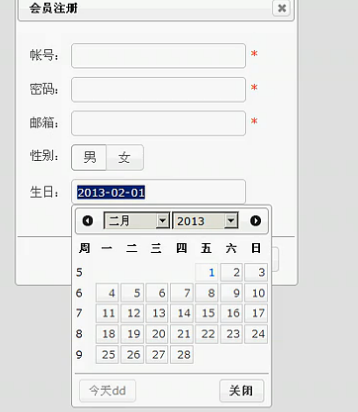 会员注册
帐号： *
密码： *
邮箱： *
性别： 男 女
生日： 2013-02-01
二月 2013
周 一 二 三 四 五 六 日
5 1 2 3
6 4 5 6 7 8 9 10
7 11 12 13 14 15 16 17
8 18 19 20 21 22 23 24
9 25 26 27 28
今天dd 关闭